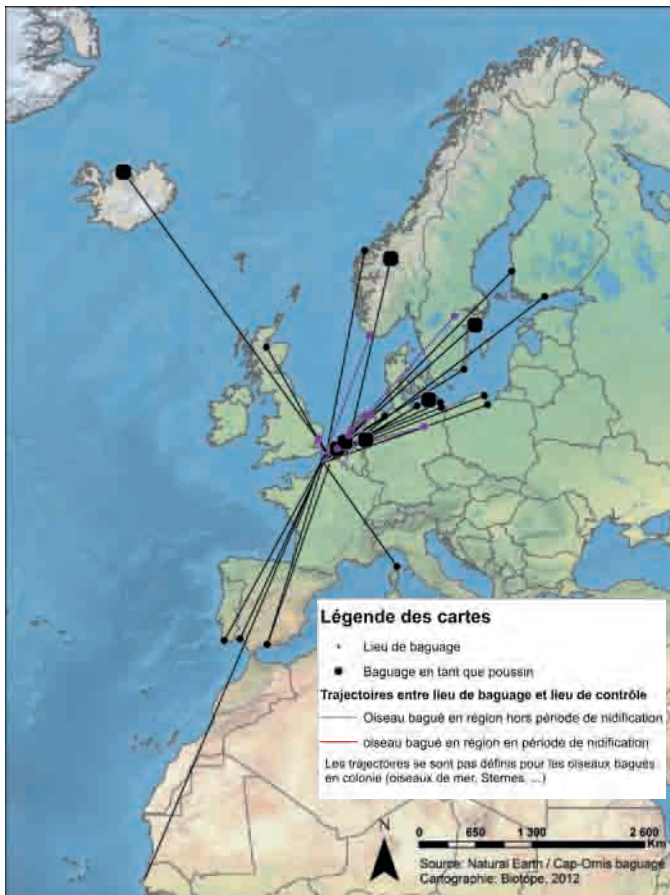 Légende des cartes
Lieu de baguage
Baguage en tant que poussin
Trajectoires entre lieu de baguage et lieu de contrôle
Oiseau bagué en région hors période de nidification
oiseau bagué en région en période de nidification
Les trajectoires se sont pas définis pour les oiseaux bagués
en colonie (oiseaux de mer, Sternes, ...)
N
0 650 1 300 2 600
Km
Source: Natural Earth / Cap-Ornis baguage
Cartographie: Biotope, 2012